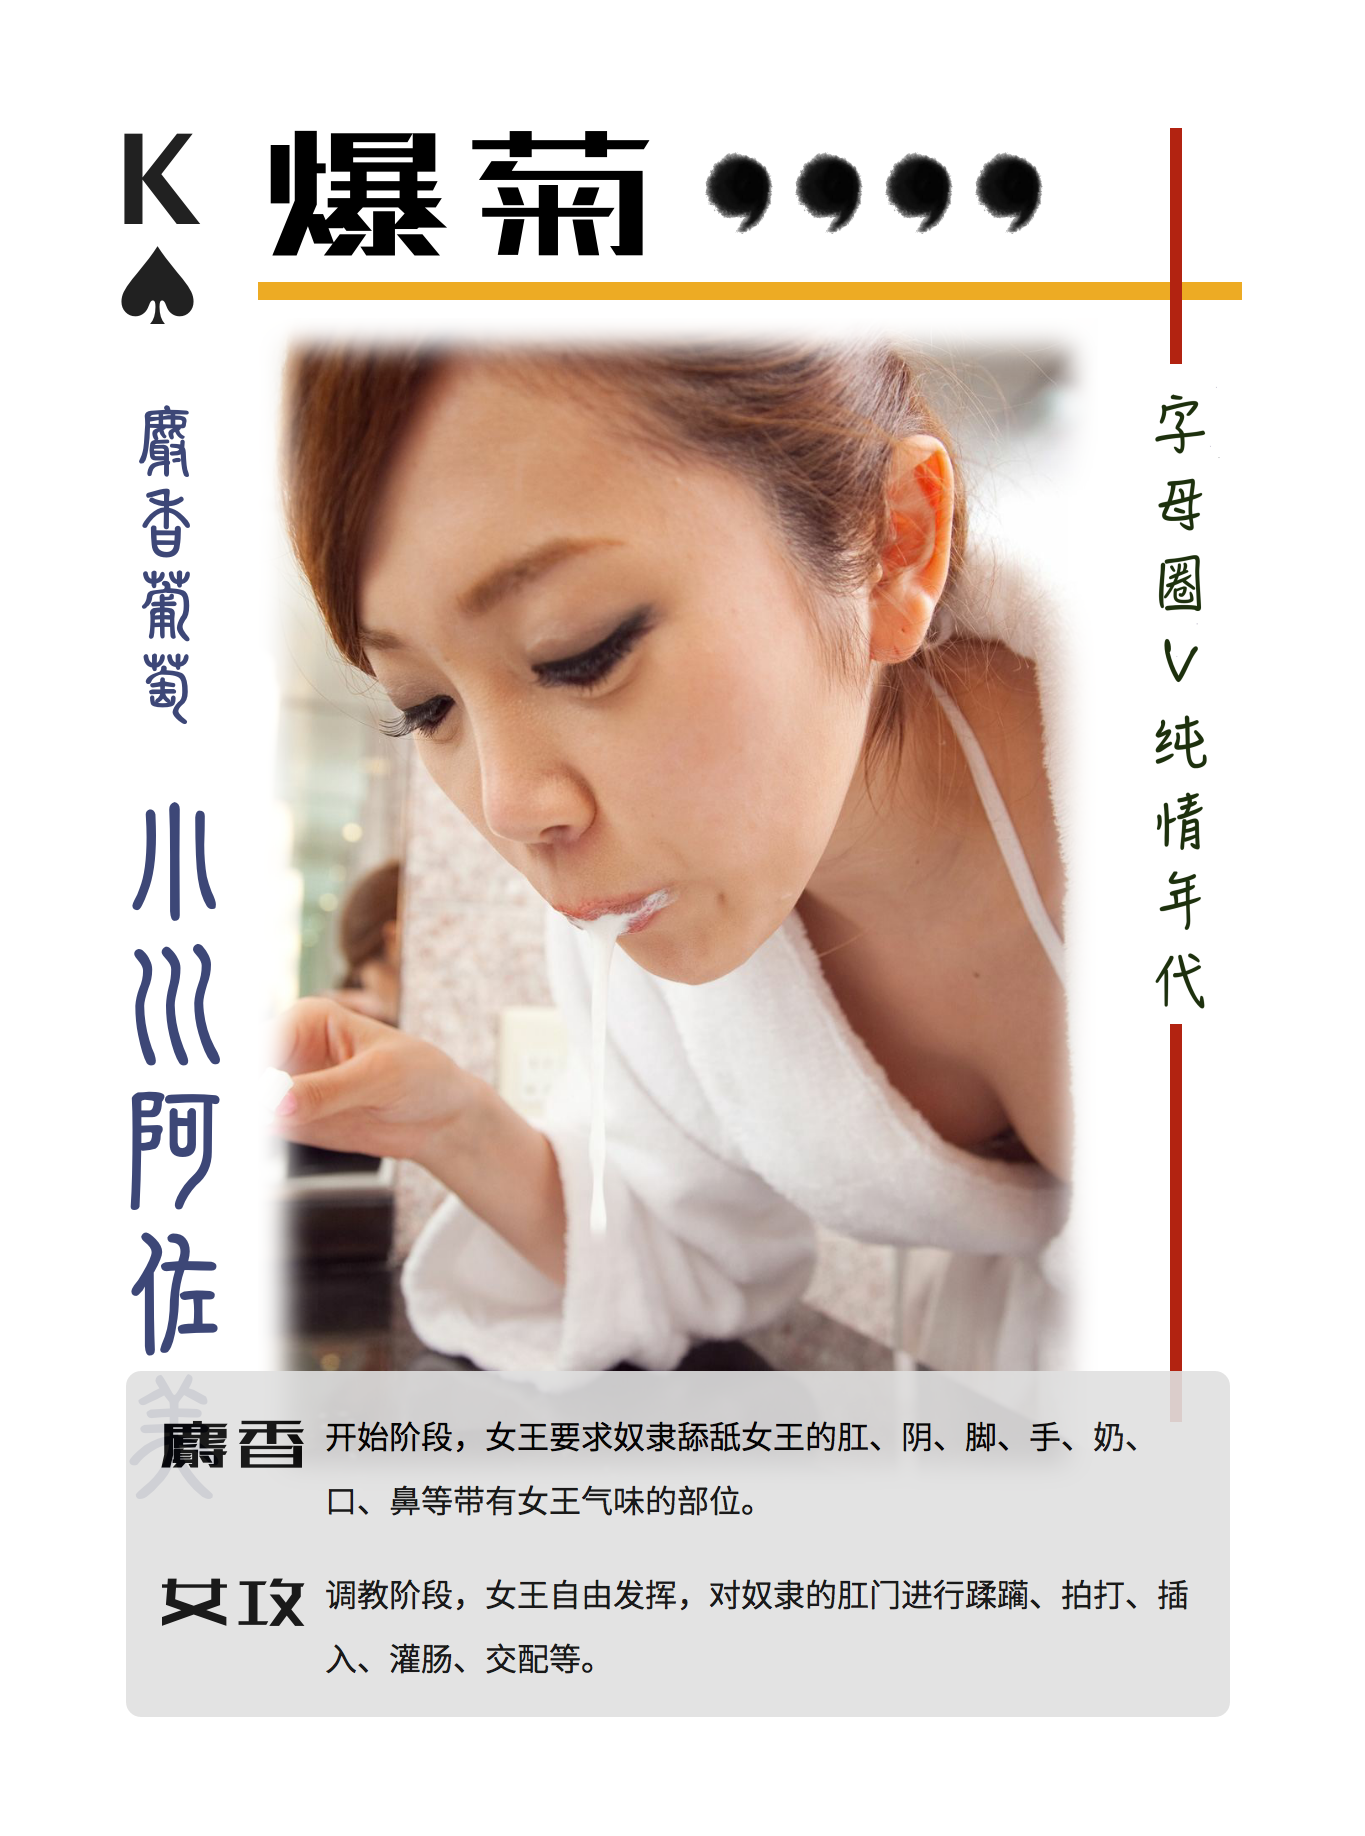 K 爆菊
麝香葡萄
小川阿佐美
字母圈V纯情年代
麝香 开始阶段，女王要求奴隶舔舐女王的肛、阴、脚、手、奶、
口、鼻等带有女王气味的部位。
女攻 调教阶段，女王自由发挥，对奴隶的肛门进行蹂躏、拍打、插
入、灌肠、交配等。